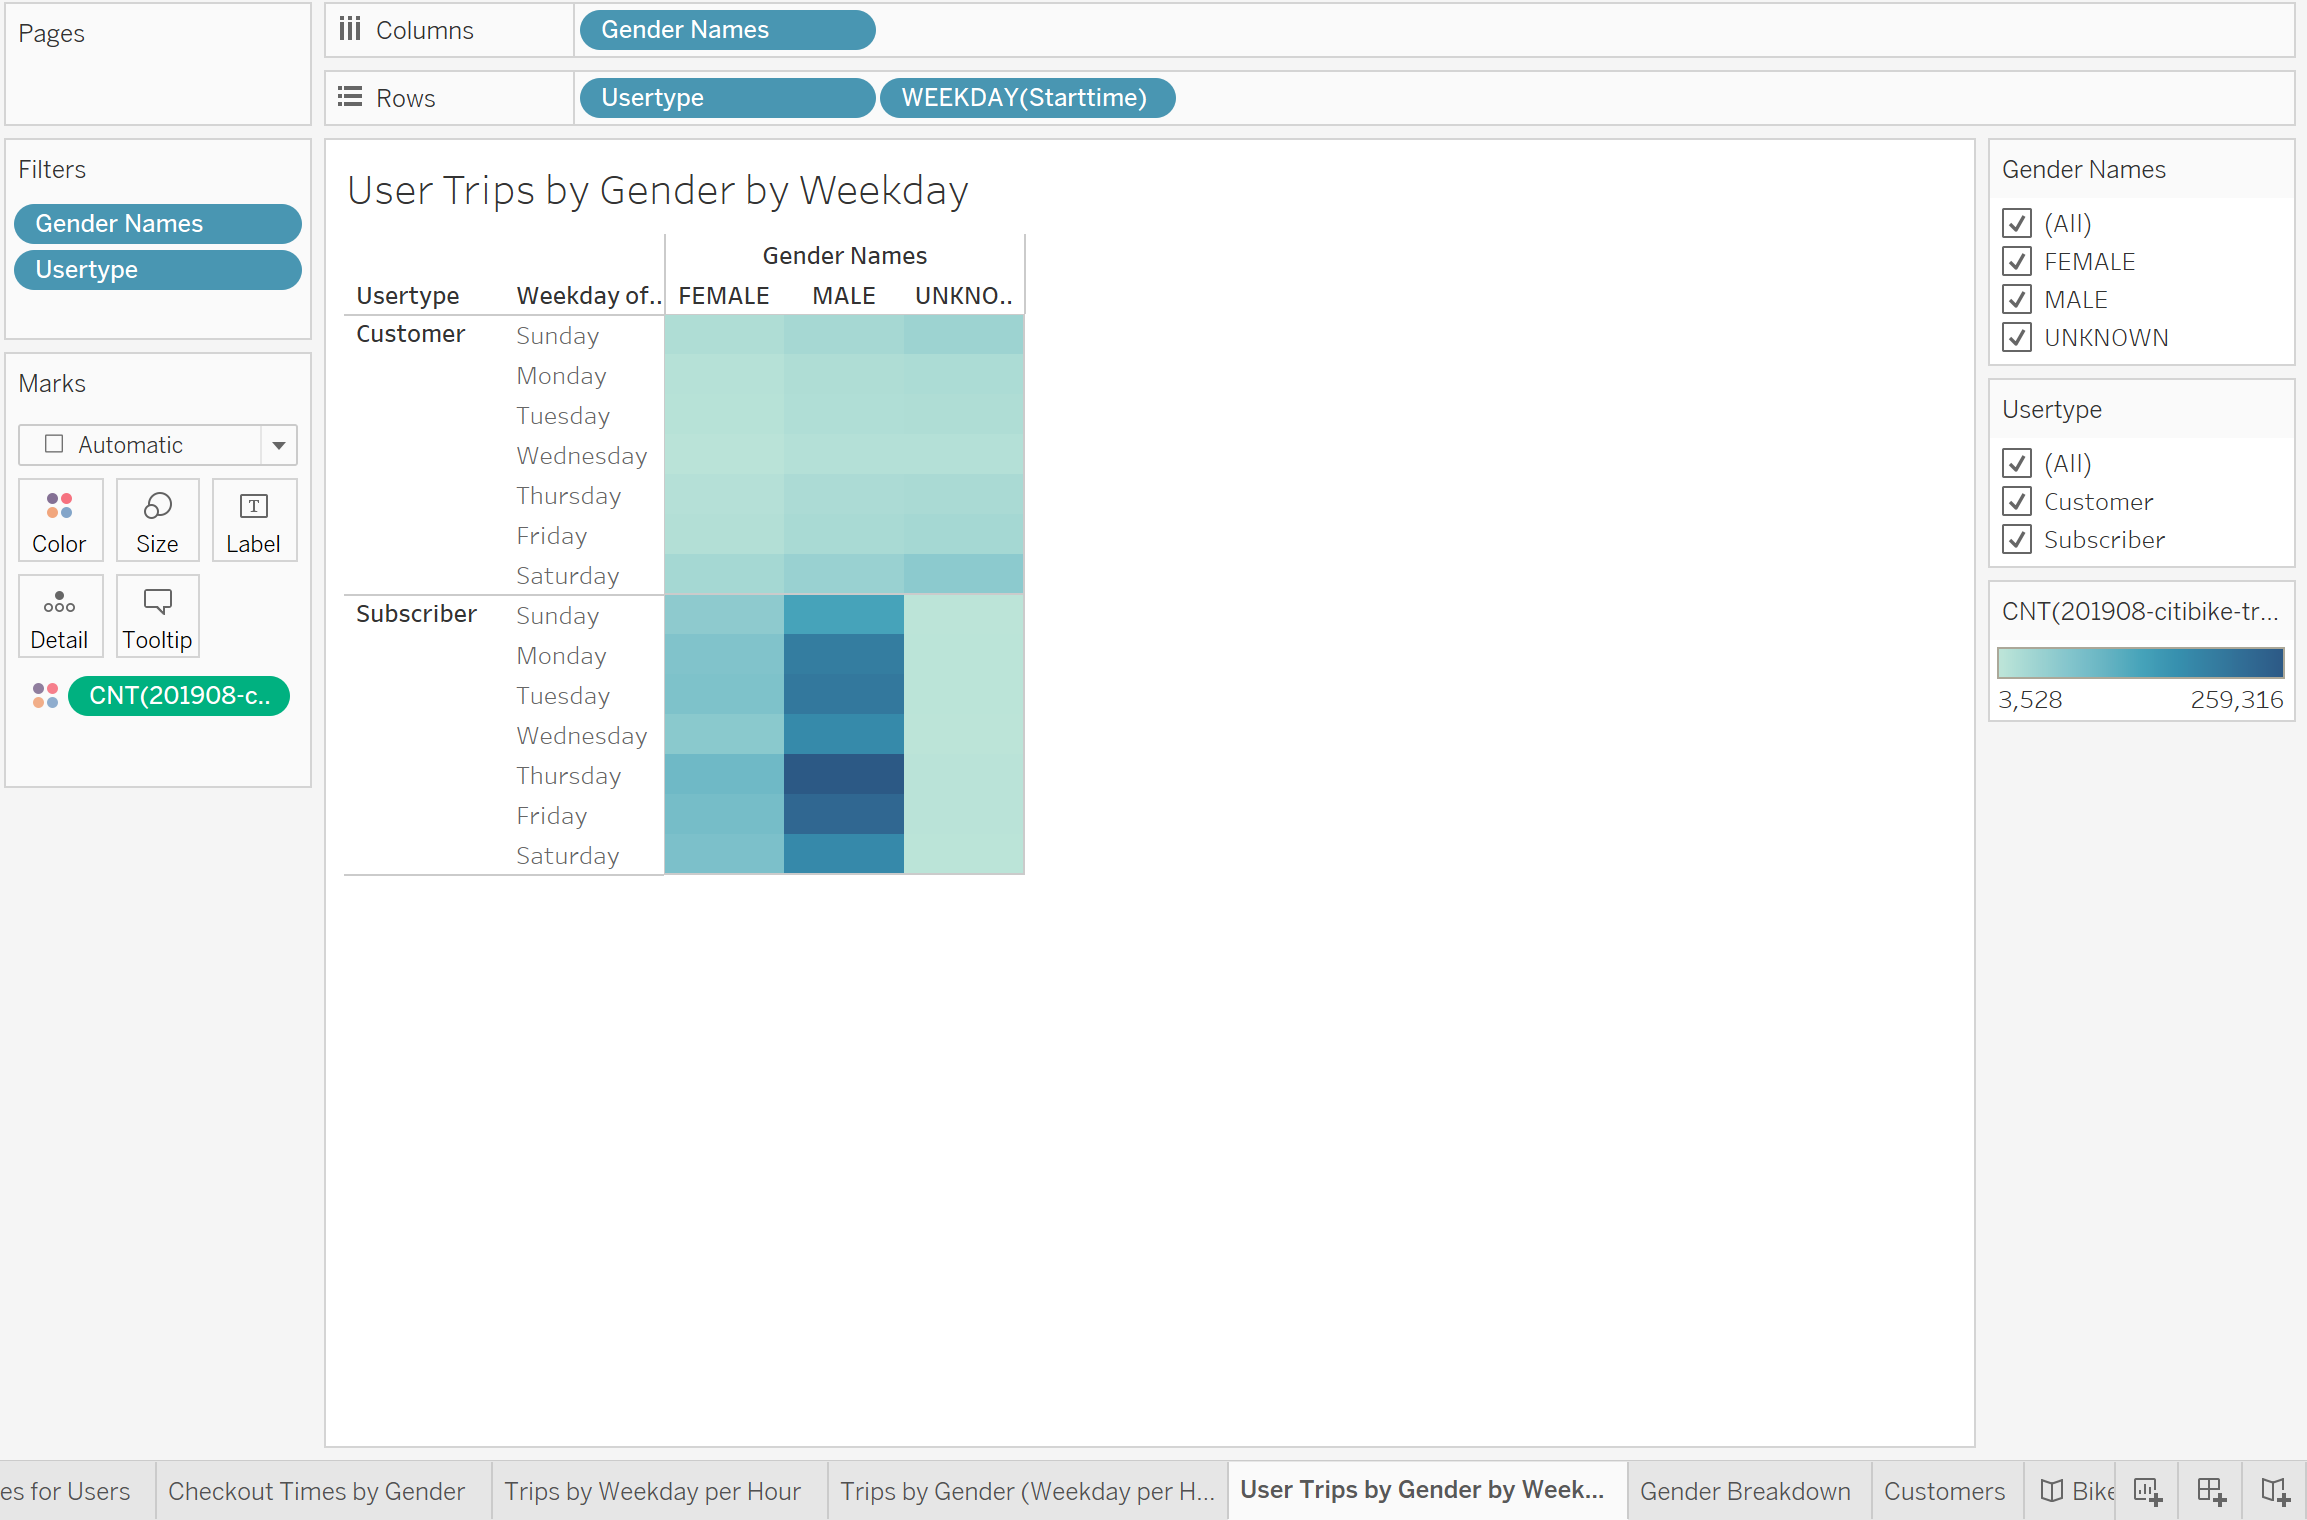 Pages
Columns
Gender Names
Rows
Usertype
WEEKDAY(Starttime)
Filters
Gender Names
Usertype
Marks
Automatic
Color
Size
Label
Detail
Tooltip
CNT(201908-c..
User Trips by Gender by Weekday
Gender Names
Usertype Weekday of.. FEMALE MALE UNKNO..
Customer Sunday
Monday
Tuesday
Wednesday
Thursday
Friday
Saturday
Subscriber Sunday
Monday
Tuesday
Wednesday
Thursday
Friday
Saturday
Gender Names
(All)
FEMALE
MALE
UNKNOWN
Usertype
(All)
Customer
Subscriber
CNT(201908-citibike-tr...
3,528 259,316
es for Users
Checkout Times by Gender
Trips by Weekday per Hour
Trips by Gender (Weekday per H...
User Trips by Gender by Week...
Gender Breakdown
Customers
Bike